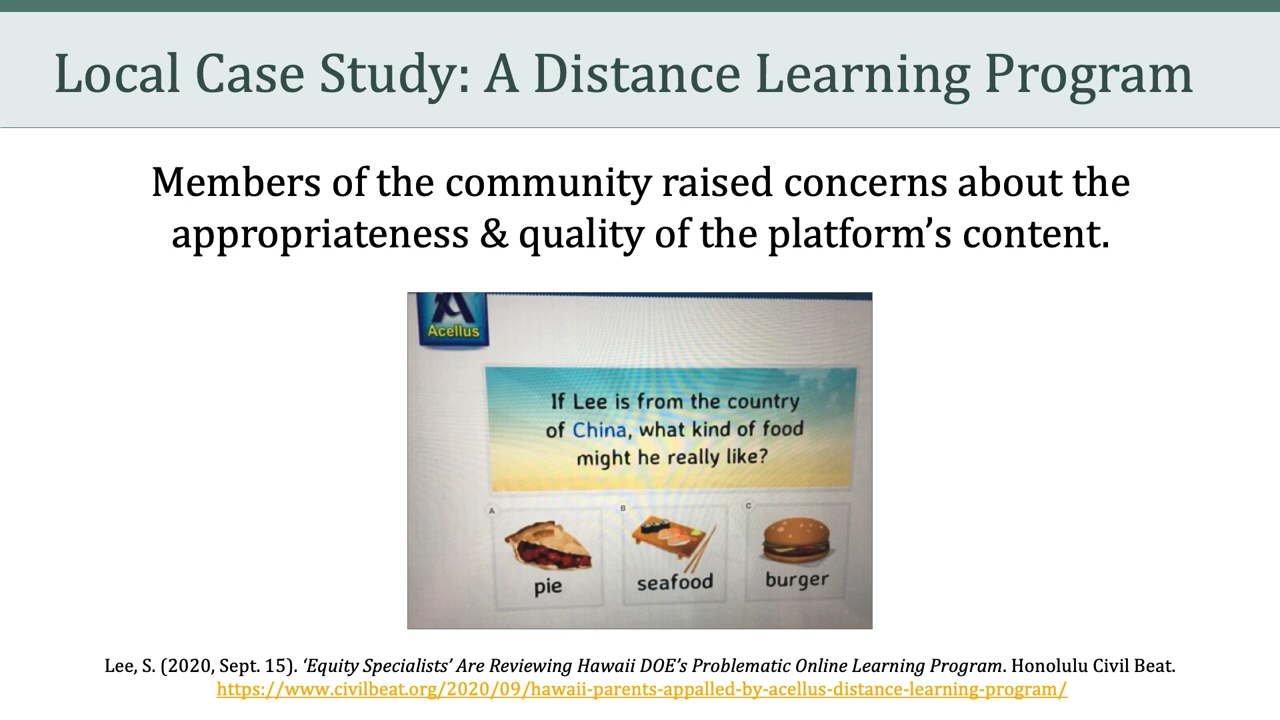 Local Case Study: A Distance Learning Program
Members of the community raised concerns about the
appropriateness & quality of the platform’s content.
Acellus
If Lee is from the country
of China, what kind of food
might he really like?
A
B
C
pie
seafood
burger
Lee, S. (2020, Sept. 15). ‘Equity Specialists’ Are Reviewing Hawaii DOE’s Problematic Online Learning Program. Honolulu Civil Beat.
https://www.civilbeat.org/2020/09/hawaii-parents-appalled-by-acellus-distance-learning-program/